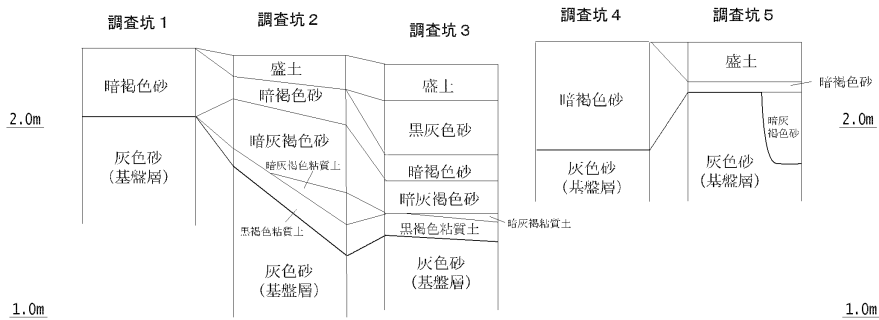 調査坑1
調査坑2
調査坑3
調査坑4
調査坑5
盛土
盛土
盛土
暗褐色砂
暗褐色砂
暗褐色砂
暗褐色砂
黒灰色砂
2.0m
2.0m
暗灰褐色砂
暗灰
褐色砂
灰色砂
(基盤層)
暗灰褐色粘質土
暗褐色砂
灰色砂
(基盤層)
灰色砂
(基盤層)
暗灰褐色砂
黒褐色粘質土
黒褐色粘質土
暗灰褐粘質土
灰色砂
(基盤層)
灰色砂
(基盤層)
1.0m
1.0m